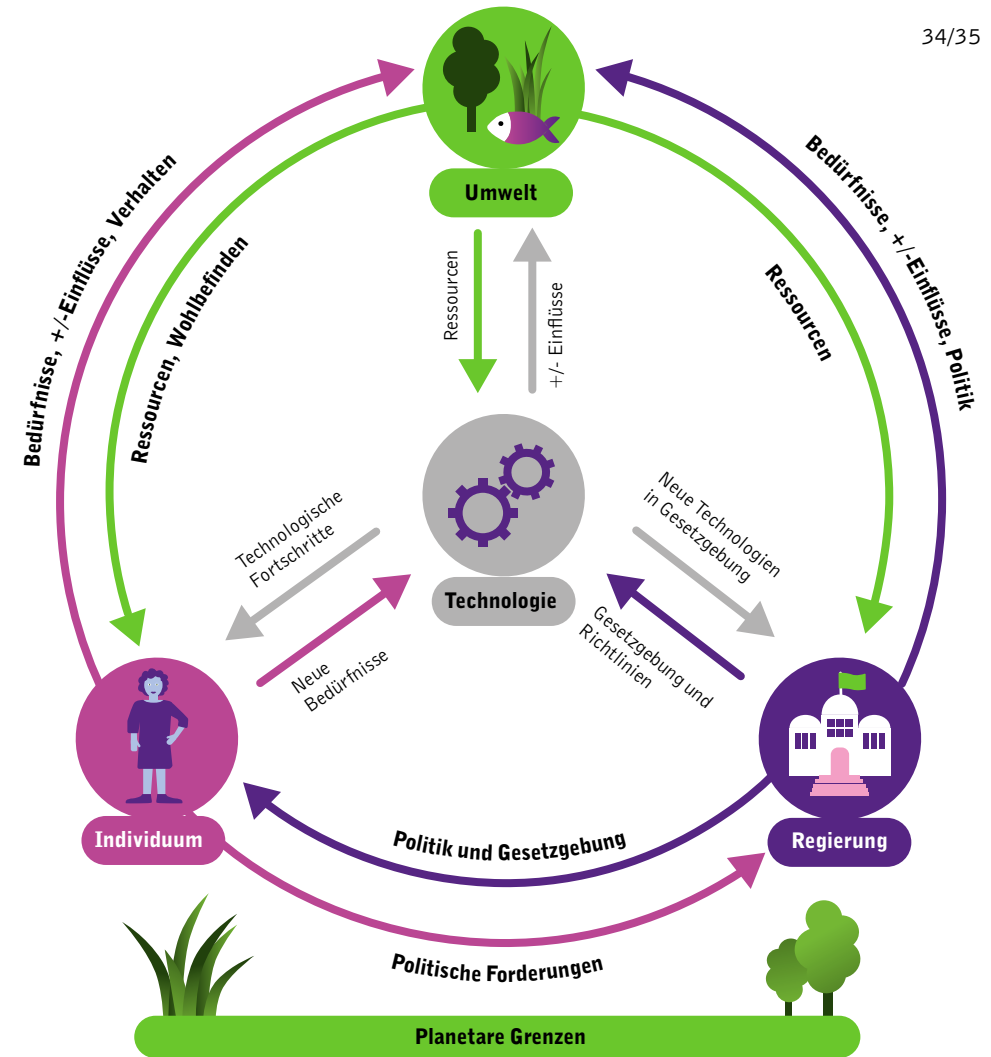 34/35
Umwelt
Bedürfnisse, +/-Einflüsse, Verhalten
Ressourcen, Wohlbefinden
Ressourcen
+/- Einflüsse
Ressourcen
Bedürfnisse, +/-Einflüsse, Politik
Technologie
Technologische
Fortschritte
Neue
Bedürfnisse
Neue Technologien
in Gesetzgebung
Gesetzgebung und
Richtlinien
Individuum
Regierung
Politik und Gesetzgebung
Politische Forderungen
Planetare Grenzen